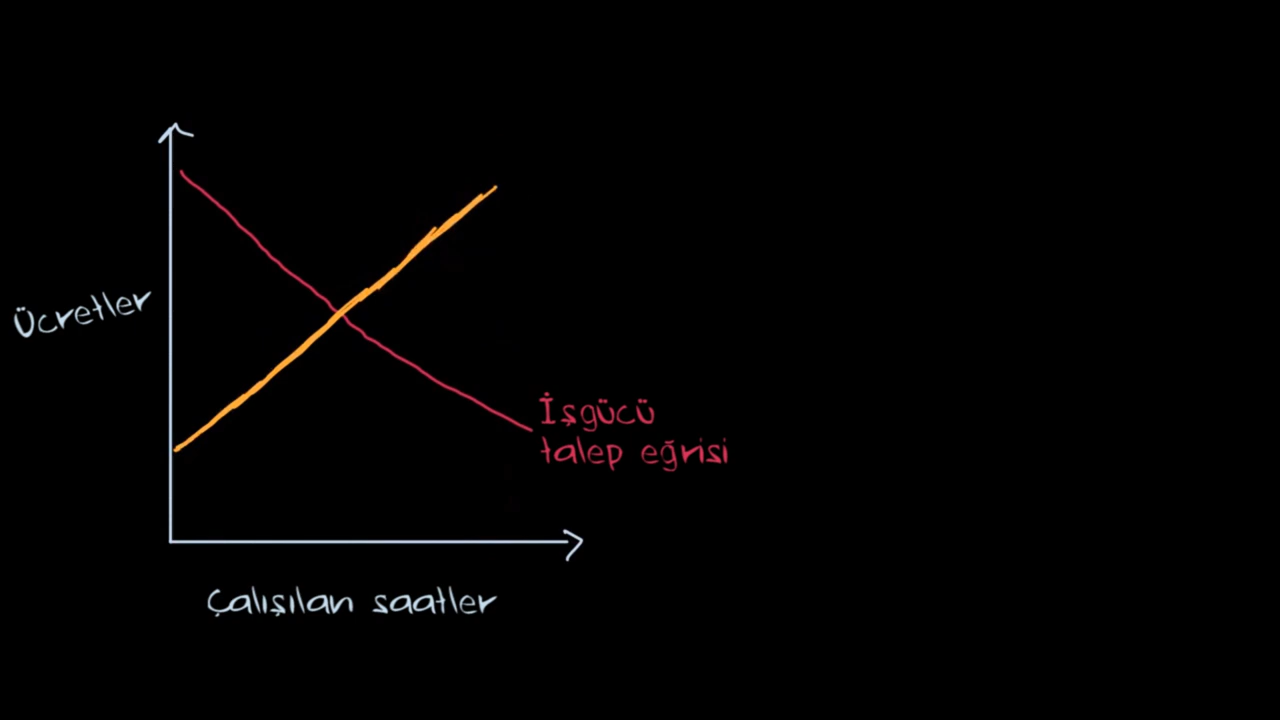 Ücretler
İşgücü
talep eğrisi
Çalışılan saatler